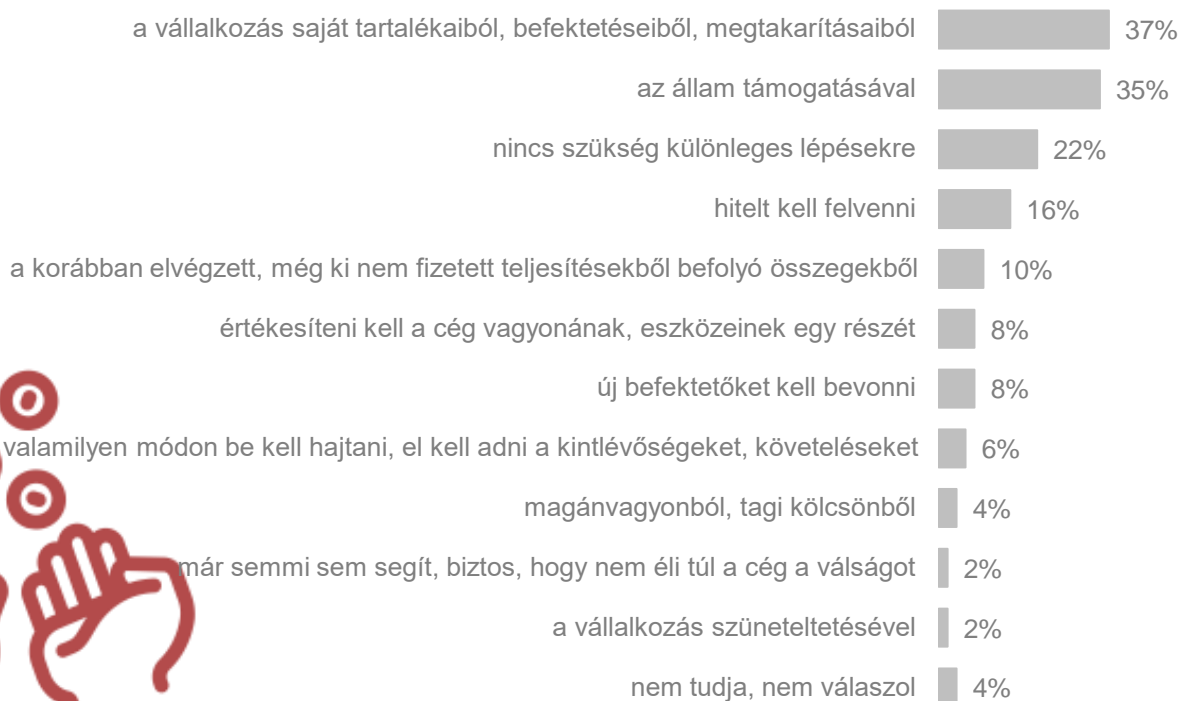 a vállalkozás saját tartalékaiból, befektetéseiből, megtakarításaiból 37%
az állam támogatásával 35%
nincs szükség különleges lépésekre 22%
hitelt kell felvenni 16%
a korábban elvégzett, még ki nem fizetett teljesítésekből befolyó összegekből 10%
értékesíteni kell a cég vagyonának, eszközeinek egy részét 8%
új befektetőket kell bevonni 8%
valamilyen módon be kell hajtani, el kell adni a kintlévőségeket, követeléseket 6%
magánvagyonból, tagi kölcsönből 4%
már semmi sem segít, biztos, hogy nem éli túl a cég a válságot 2%
a vállalkozás szüneteltetésével 2%
nem tudja, nem válaszol 4%